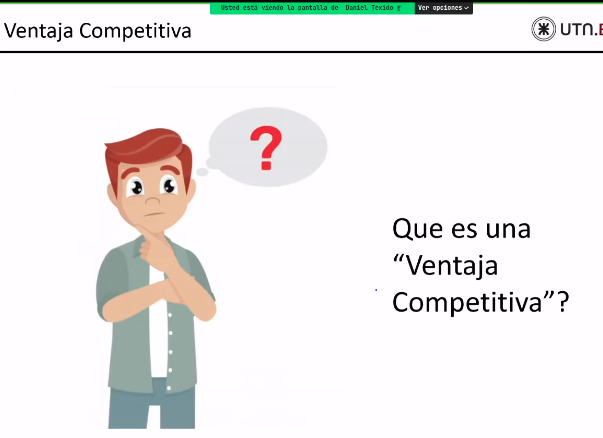 Usted está viendo la pantalla de Daniel Texido r
Ver opciones
Ventaja Competitiva
UTN.B
?
Que es una
“Ventaja
Competitiva”?